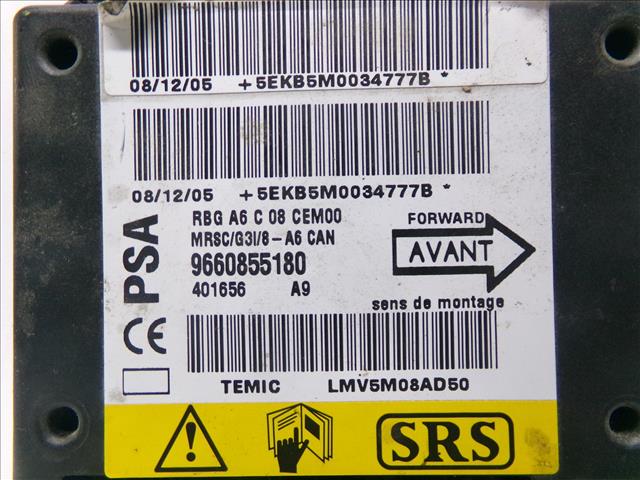 08/12/05 +5EKB5M0034777B *
08/12/05 +5EKB5M0034777B *
PSA
RBG A6 C 08 CEM00
MRSC/G3I/8-A6 CAN
9660855180
401656 A9
FORWARD
AVANT
sens de montage
CE
TEMIC LMV5M08AD50
SRS